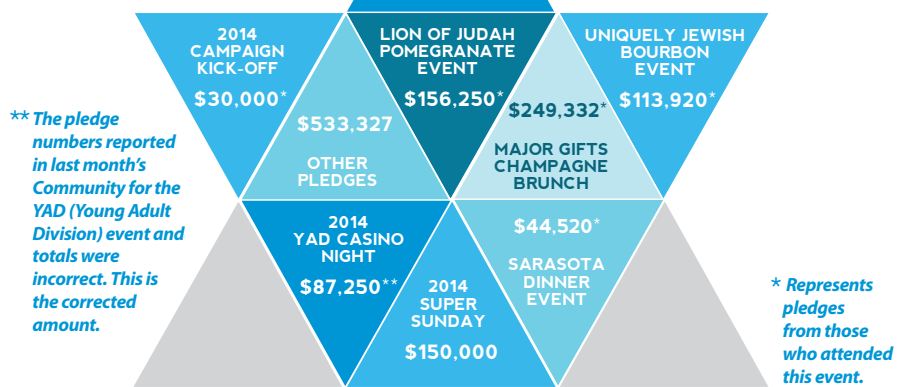 2014
CAMPAIGN
KICK-OFF
$30,000*
$533,327
OTHER
PLEDGES
LION OF JUDAH
POMEGRANATE
EVENT
$156,250*
$249,332*
MAJOR GIFTS
CHAMPAGNE
BRUNCH
UNIQUELY JEWISH
BOURBON
EVENT
$113,920*
** The pledge
numbers reported
in last month's
Community for the
YAD (Young Adult
Division) event and
totals were
incorrect. This is
the corrected
amount.
2014
YAD CASINO
NIGHT
$87,250**
2014
SUPER
SUNDAY
$150,000
$44,520*
SARASOTA
DINNER
EVENT
* Represents
pledges
from those
who attended
this event.